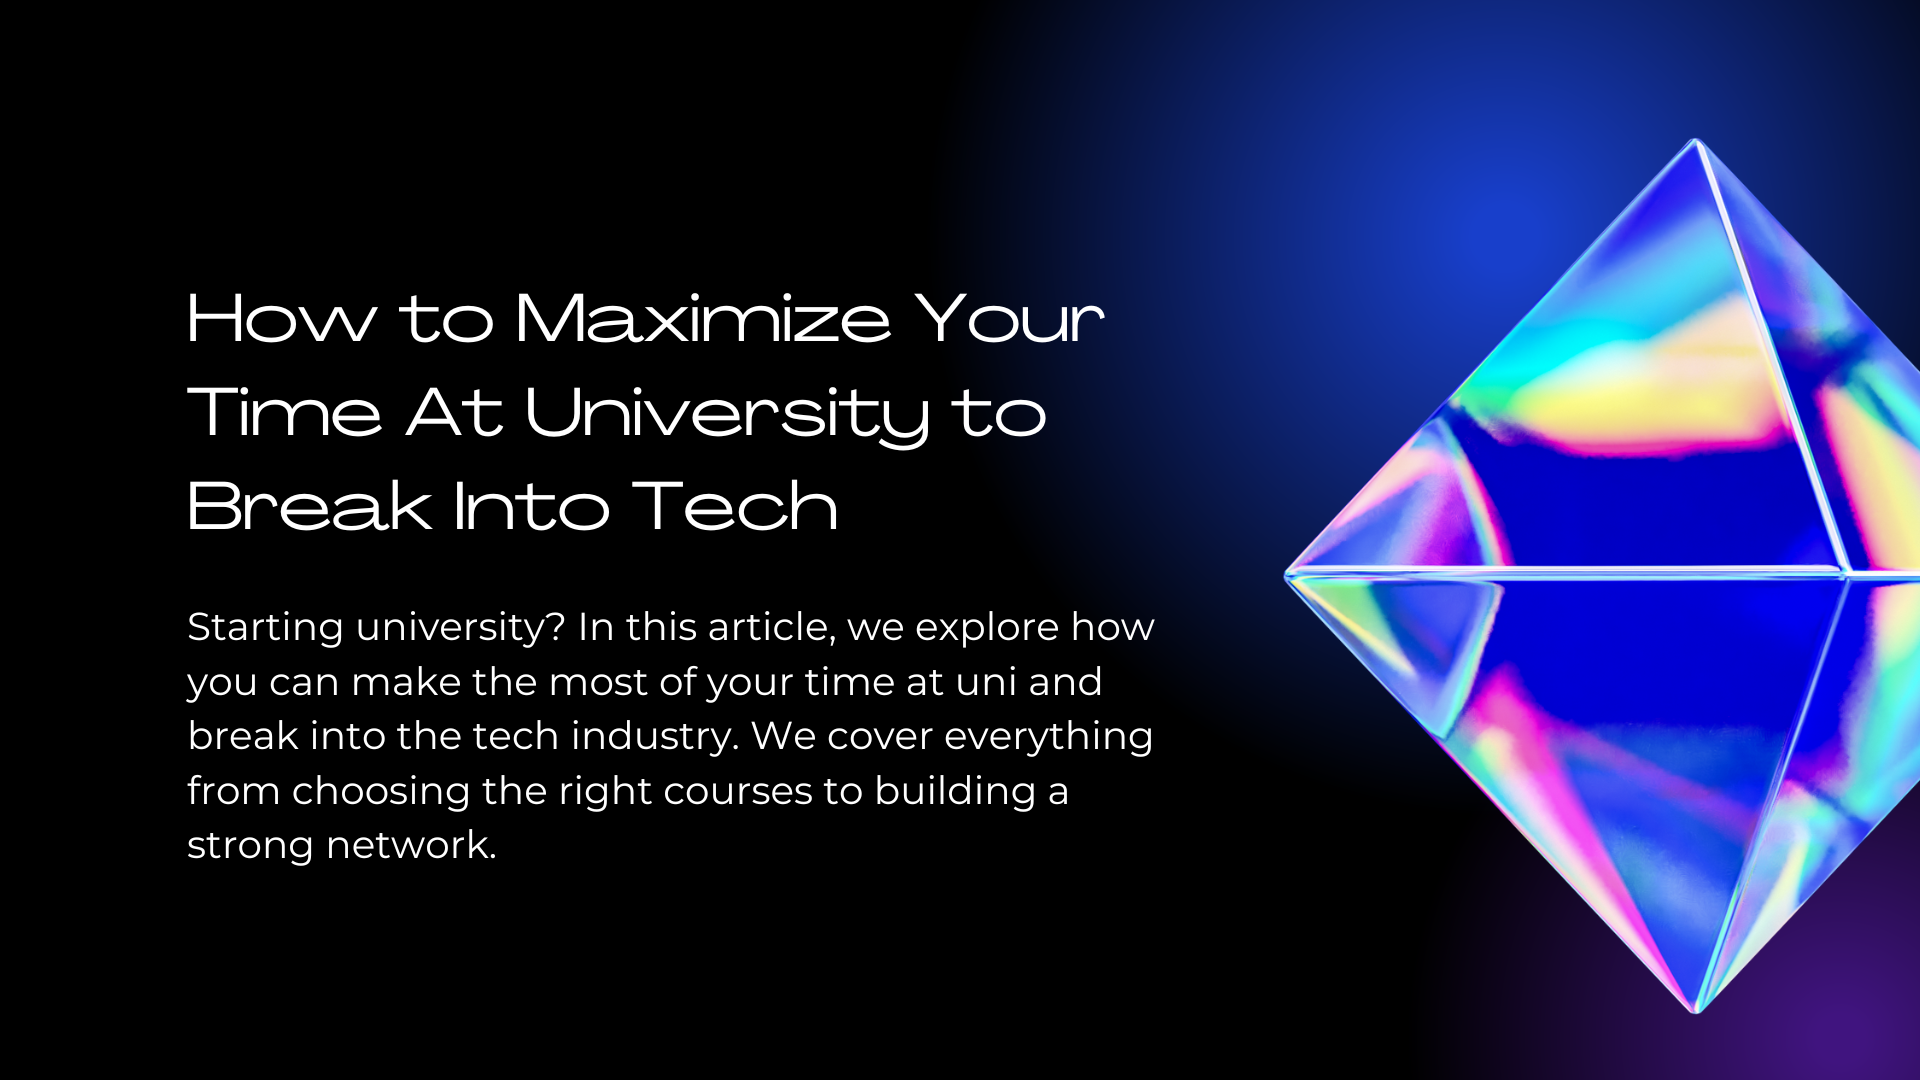 How to Maximize Your
Time At University to
Break Into Tech
Starting university? In this article, we explore how
you can make the most of your time at uni and
break into the tech industry. We cover everything
from choosing the right courses to building a
strong network.